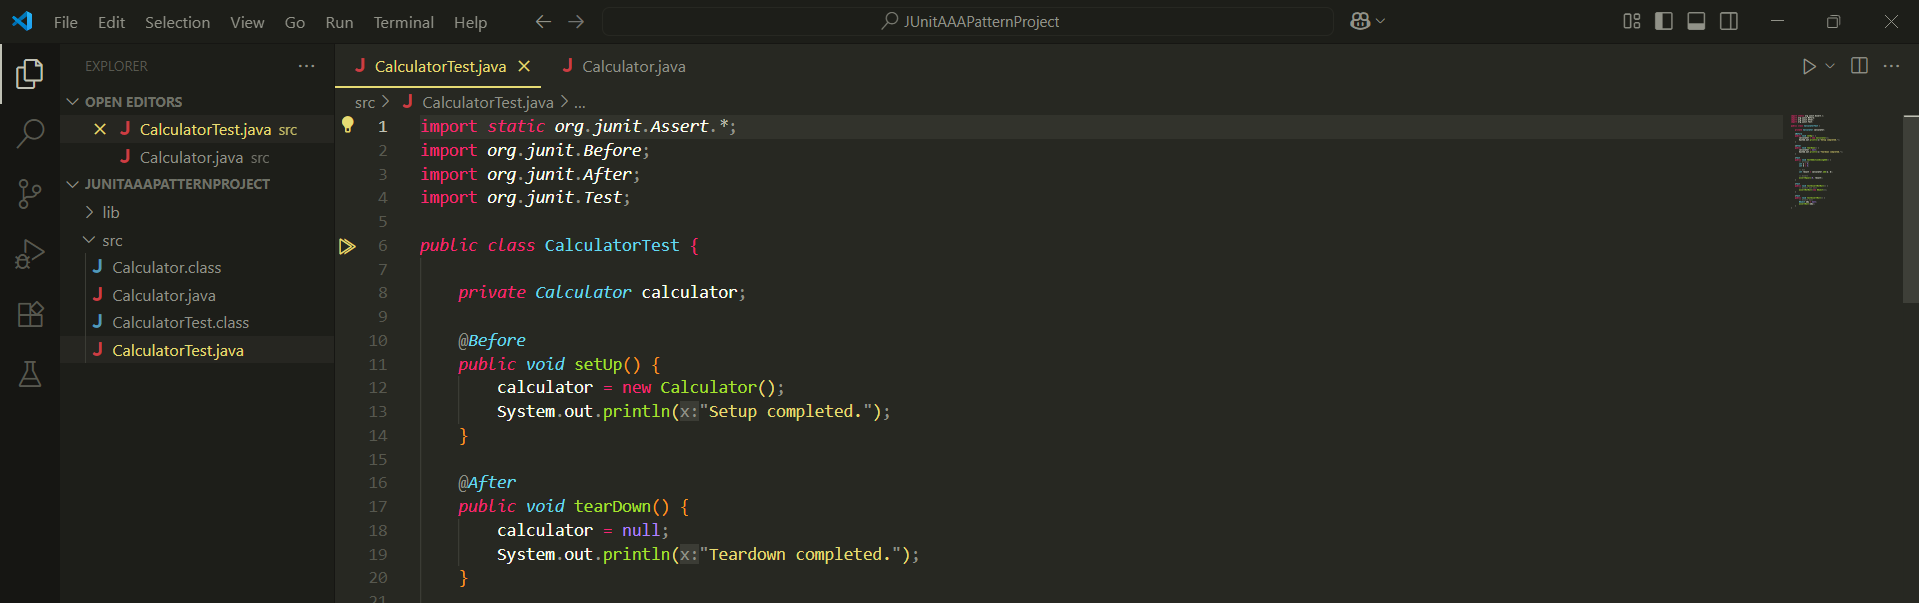 File Edit Selection View Go Run Terminal Help JUnitAAAPatternProject
EXPLORER
OPEN EDITORS
CalculatorTest.java src
Calculator.java src
JUNITAAAPATTERNPROJECT
lib
src
Calculator.class
Calculator.java
CalculatorTest.class
CalculatorTest.java
CalculatorTest.java Calculator.java
src > CalculatorTest.java > ...
1 import static org.junit.Assert.*;
2 import org.junit.Before;
3 import org.junit.After;
4 import org.junit.Test;
5
6 public class CalculatorTest {
7
8 private Calculator calculator;
9
10 @Before
11 public void setUp() {
12 calculator = new Calculator();
13 System.out.println(x:"Setup completed.");
14 }
15
16 @After
17 public void tearDown() {
18 calculator = null;
19 System.out.println(x:"Teardown completed.");
20 }
21